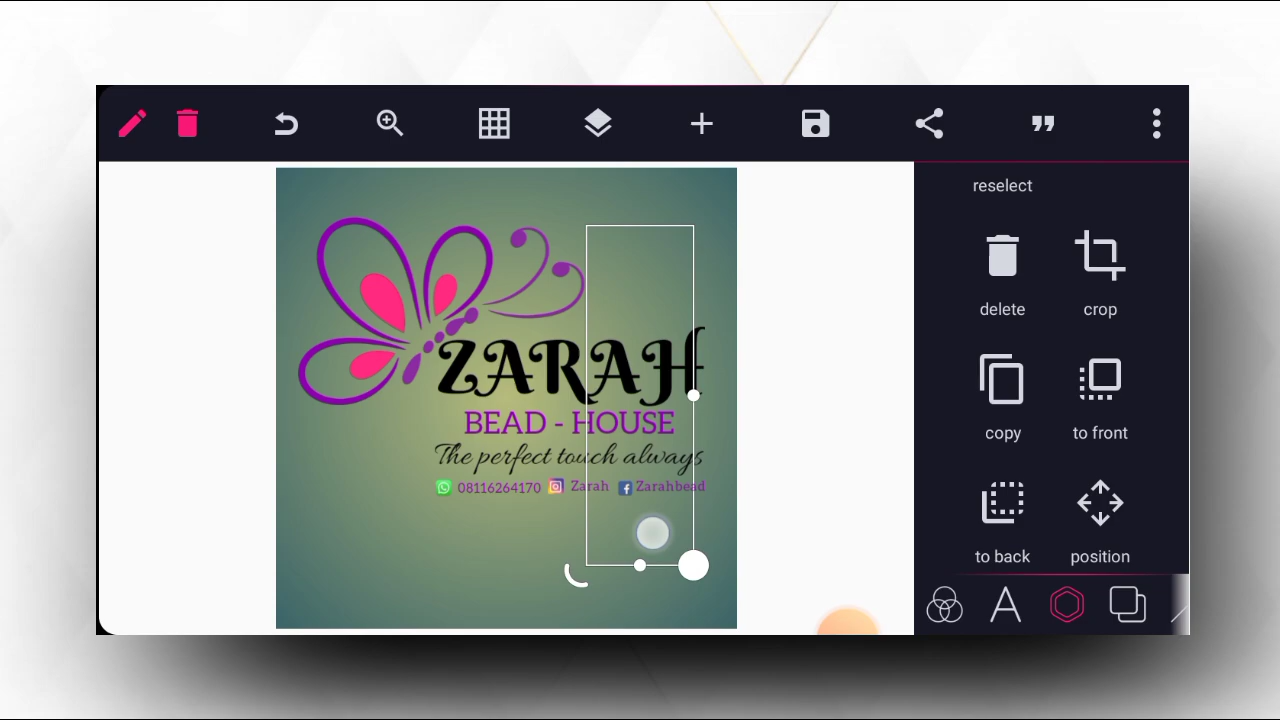 reselect
delete
crop
copy
to front
to back
position
ZARAH
BEAD - HOUSE
The perfect touch always
08116264170 Zarah Zarahbead